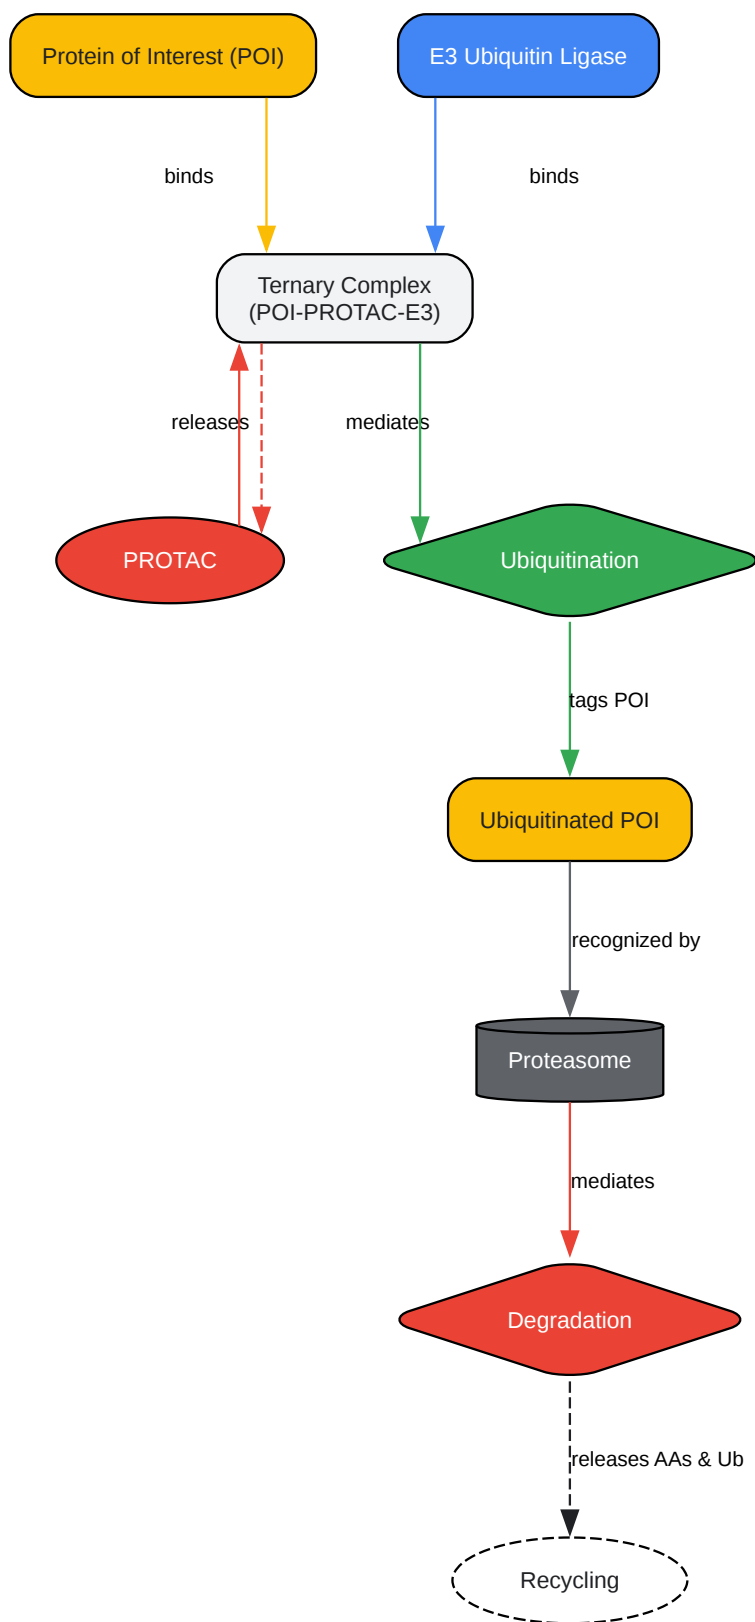 Protein of Interest (POI)
E3 Ubiquitin Ligase
binds
binds
Ternary Complex
(POI-PROTAC-E3)
releases
mediates
PROTAC
Ubiquitination
tags POI
Ubiquitinated POI
recognized by
Proteasome
mediates
Degradation
releases AAs & Ub
Recycling